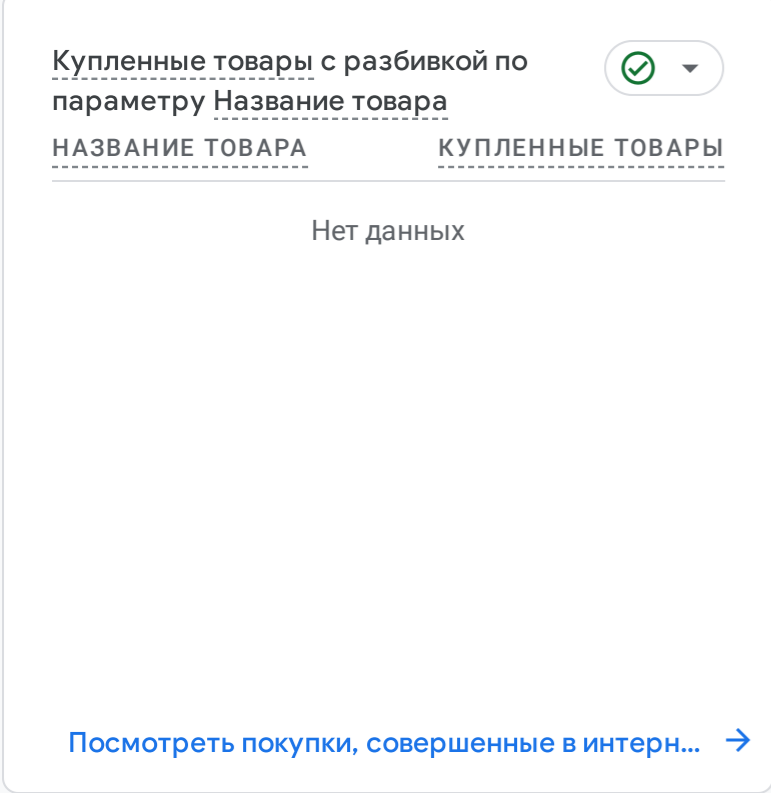 Купленные товары с разбивкой по
параметру Название товара
НАЗВАНИЕ ТОВАРА КУПЛЕННЫЕ ТОВАРЫ
Нет данных
Посмотреть покупки, совершенные в интерн...